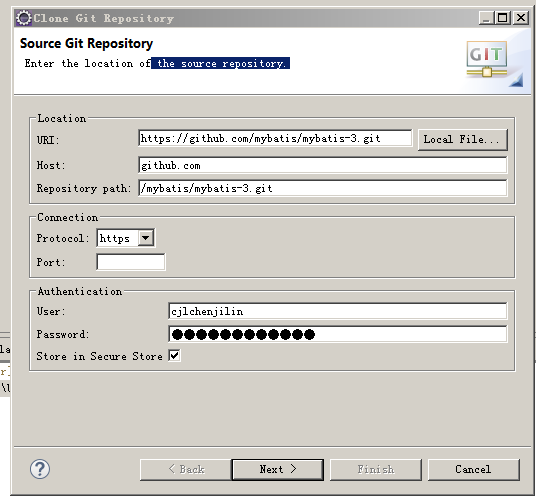 Clone Git Repository
Source Git Repository
Enter the location of the source repository.
GIT
Location
URI: https://github.com/mybatis/mybatis-3.git Local File...
Host: github.com
Repository path: /mybatis/mybatis-3.git
Connection
Protocol: https
Port:
Authentication
User: cjlchenjilin
Password: ●●●●●●●●●●●●
Store in Secure Store
? < Back Next > Finish Cancel